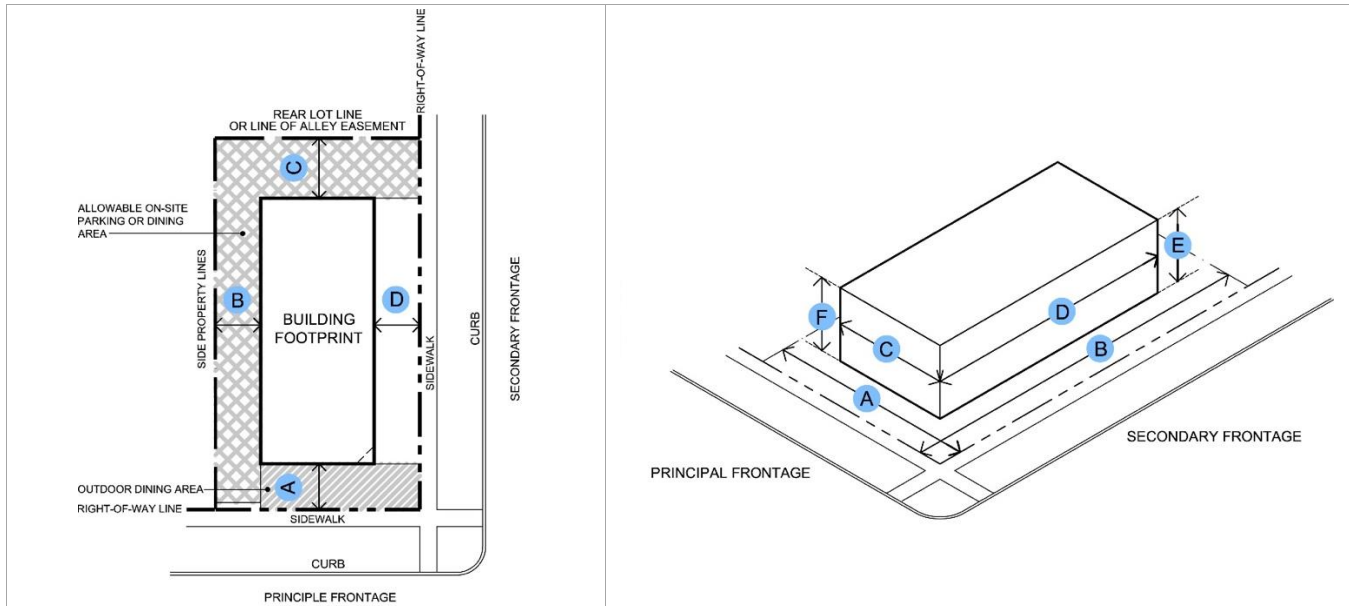 RIGHT-OF-WAY LINE
REAR LOT LINE
OR LINE OF ALLEY EASEMENT
C
ALLOWABLE ON-SITE
PARKING OR DINING
AREA
SIDE PROPERTY LINES
B
BUILDING
FOOTPRINT
D
SIDEWALK
CURB
SECONDARY FRONTAGE
OUTDOOR DINING AREA
A
RIGHT-OF-WAY LINE
SIDEWALK
CURB
PRINCIPLE FRONTAGE
E
F
D
C
B
A
SECONDARY FRONTAGE
PRINCIPAL FRONTAGE